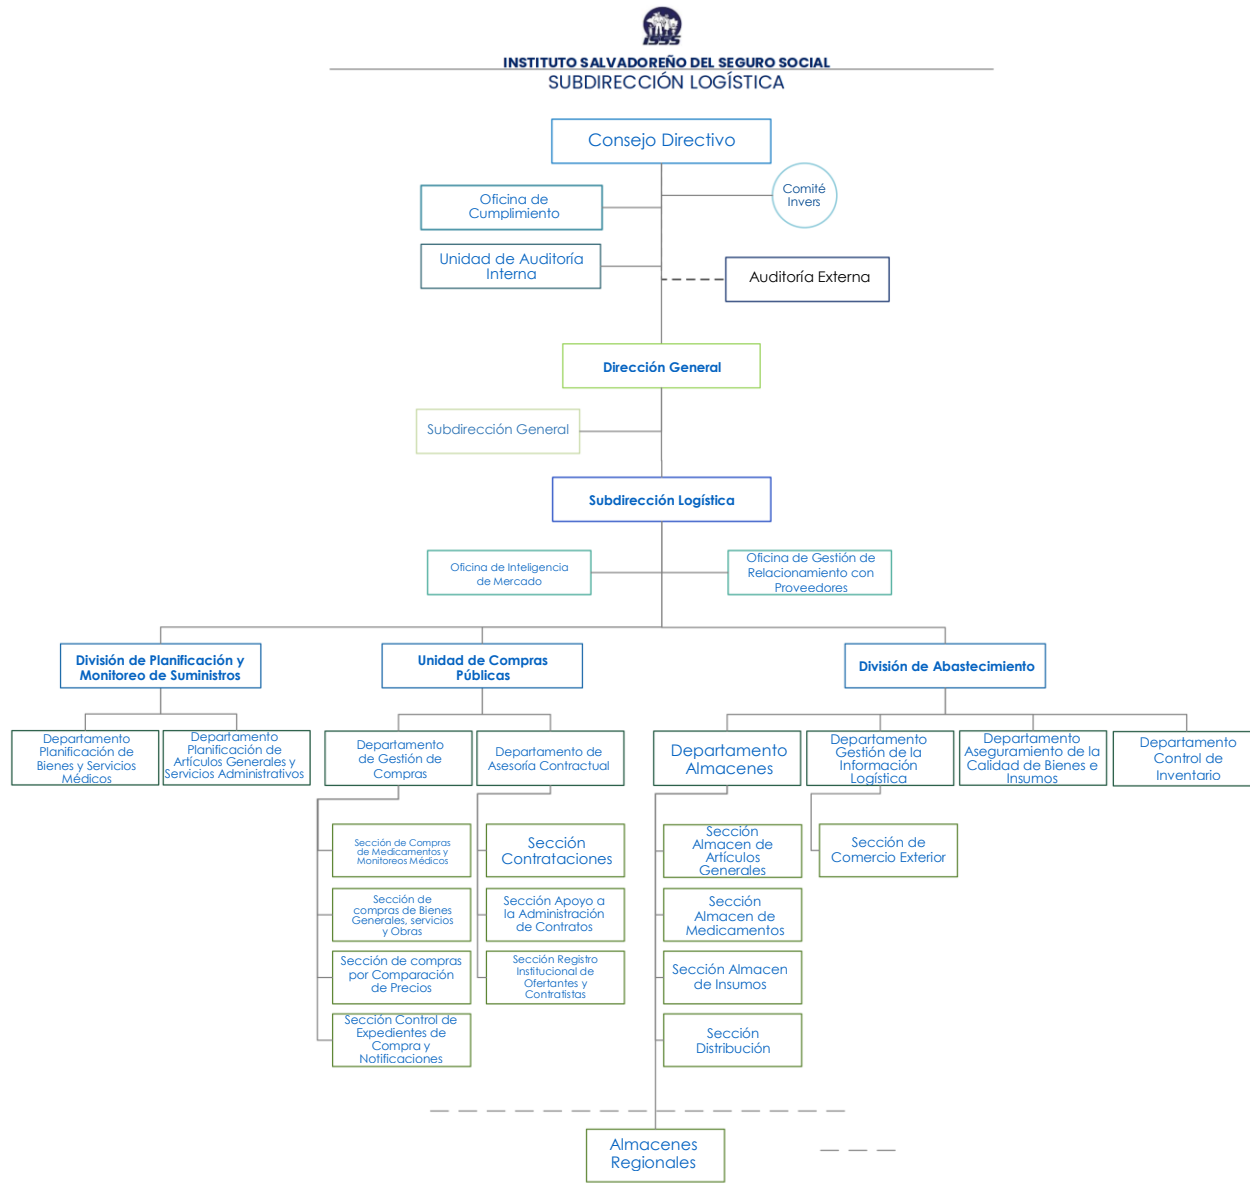 ISSS
INSTITUTO SALVADOREÑO DEL SEGURO SOCIAL
SUBDIRECCIÓN LOGÍSTICA
Consejo Directivo
Comité
Invers
Oficina de
Cumplimiento
Unidad de Auditoría
Interna
Auditoría Externa
Dirección General
Subdirección General
Subdirección Logística
Oficina de Inteligencia
de Mercado
Oficina de Gestión de
Relacionamiento con
Proveedores
División de Planificación y
Monitoreo de Suministros
Unidad de Compras
Públicas
División de Abastecimiento
Departamento
Planificación de
Bienes y Servicios
Médicos
Departamento
Planificación de
Artículos Generales y
Servicios Administrativos
Departamento
de Gestión de
Compras
Departamento de
Asesoría Contractual
Departamento
Almacenes
Departamento
Gestión de la
Información
Logística
Departamento
Aseguramiento de la
Calidad de Bienes e
Insumos
Departamento
Control de
Inventario
Sección de Compras
de Medicamentos y
Monitoreos Médicos
Sección de
compras de Bienes
Generales, servicios
y Obras
Sección de compras
por Comparación
de Precios
Sección Control de
Expedientes de
Compra y
Notificaciones
Sección
Contrataciones
Sección Apoyo a
la Administración
de Contratos
Sección Registro
Institucional de
Ofertantes y
Contratistas
Sección
Almacen de
Artículos
Generales
Sección
Almacen de
Medicamentos
Sección Almacen
de Insumos
Sección
Distribución
Sección de
Comercio Exterior
Almacenes
Regionales